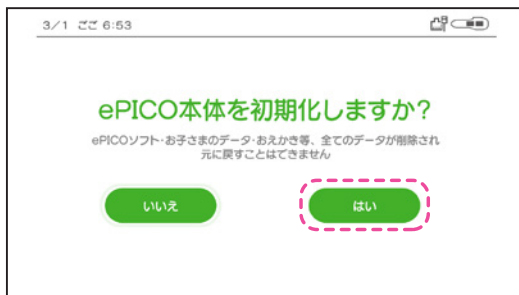 3/1 ごご 6:53
ePICO本体を初期化しますか?
ePICOソフト・お子さまのデータ・おえかき等、全てのデータが削除され
元に戻すことはできません
いいえ
はい